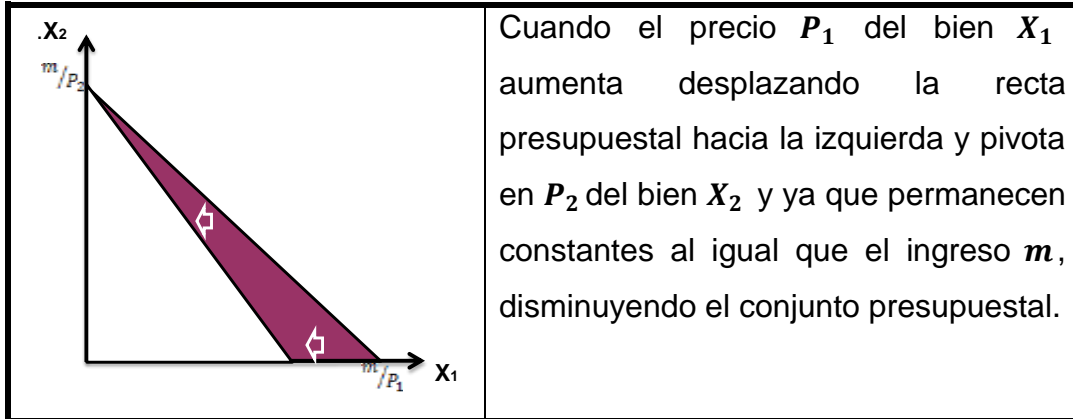 .X₂
m/P₂
m/P₁
X₁
Cuando el precio P₁ del bien X₁
aumenta desplazando la recta
presupuestal hacia la izquierda y pivota
en P₂ del bien X₂ y ya que permanecen
constantes al igual que el ingreso m,
disminuyendo el conjunto presupuestal.